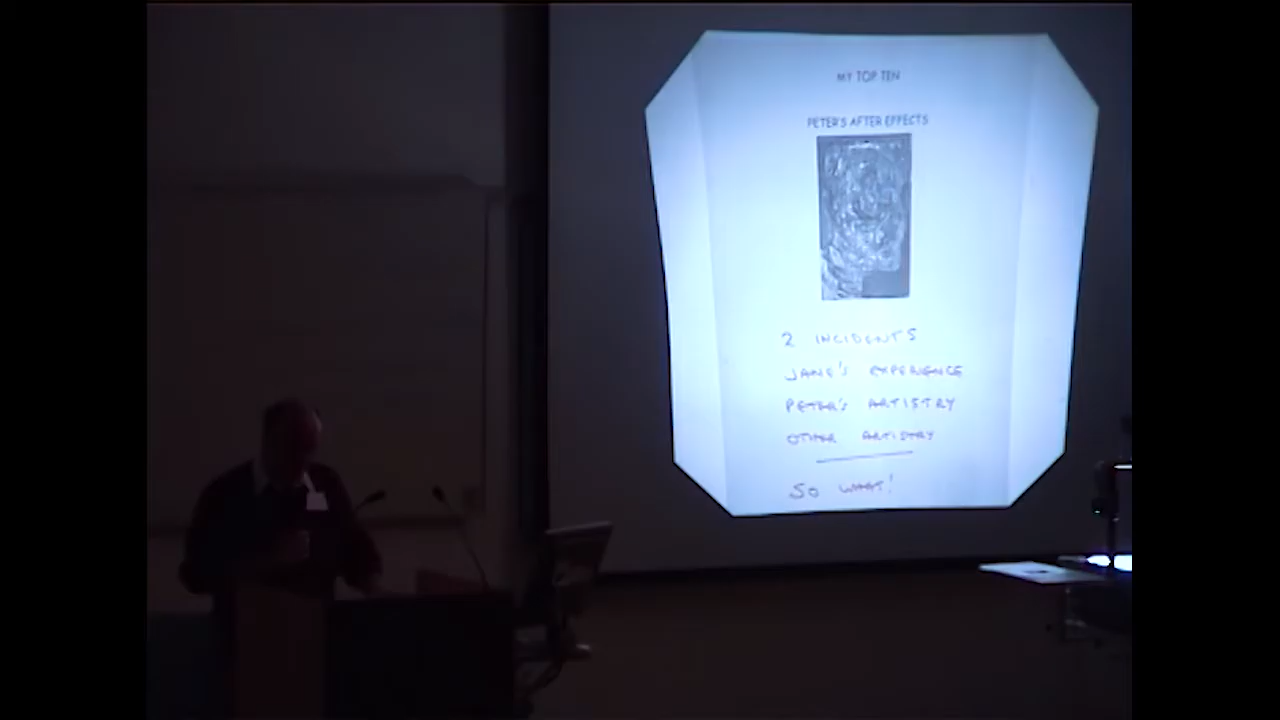 MY TOP TEN
PETER'S AFTER EFFECTS
2 INCIDENTS
JANE'S EXPERIENCE
PETER'S ARTISTRY
OTHER ARTISTRY
SO WHAT!